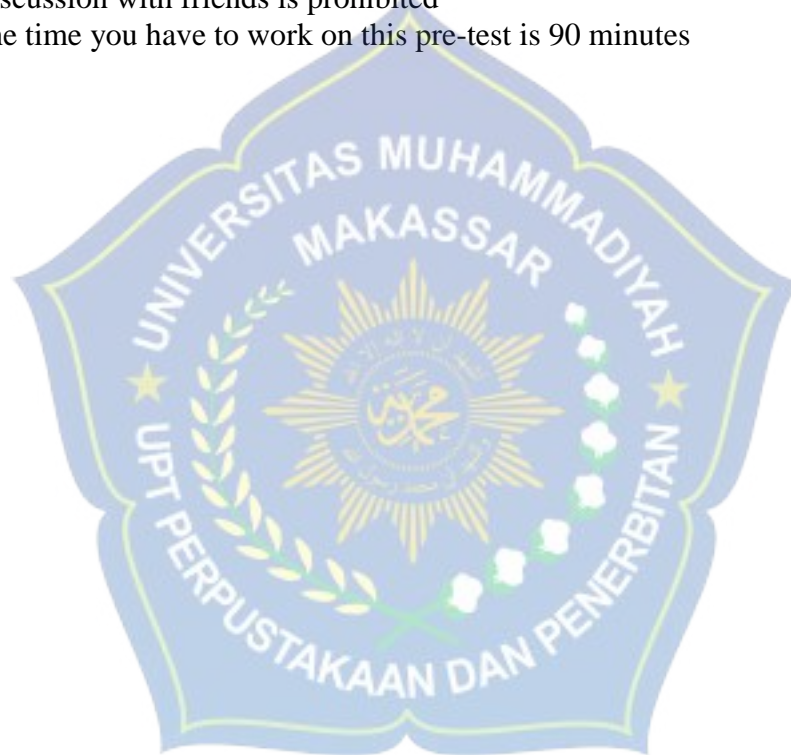 scussion with friends is prohibited
ne time you have to work on this pre-test is 90 minutes
UNIVERSITAS MUHAMMADIYAH
MAKASSAR
UPT PERPUSTAKAAN DAN PENERBITAN